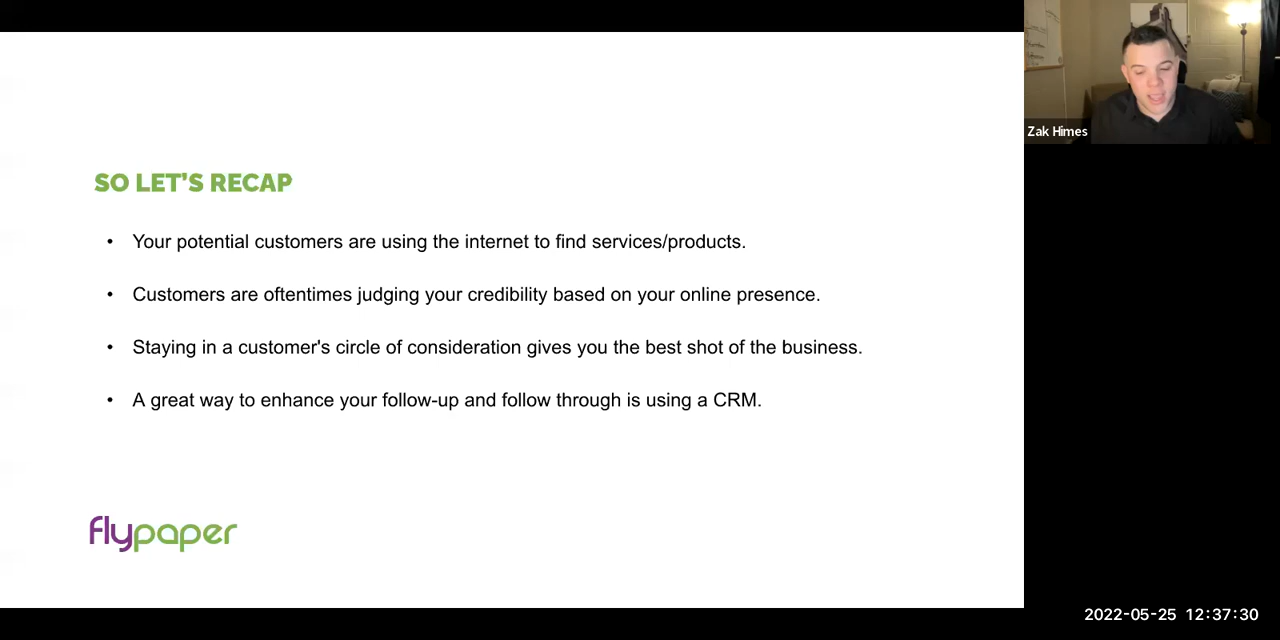 SO LET'S RECAP
• Your potential customers are using the internet to find services/products.
• Customers are oftentimes judging your credibility based on your online presence.
• Staying in a customer's circle of consideration gives you the best shot of the business.
• A great way to enhance your follow-up and follow through is using a CRM.
flypaper
Zak Himes
2022-05-25 12:37:30